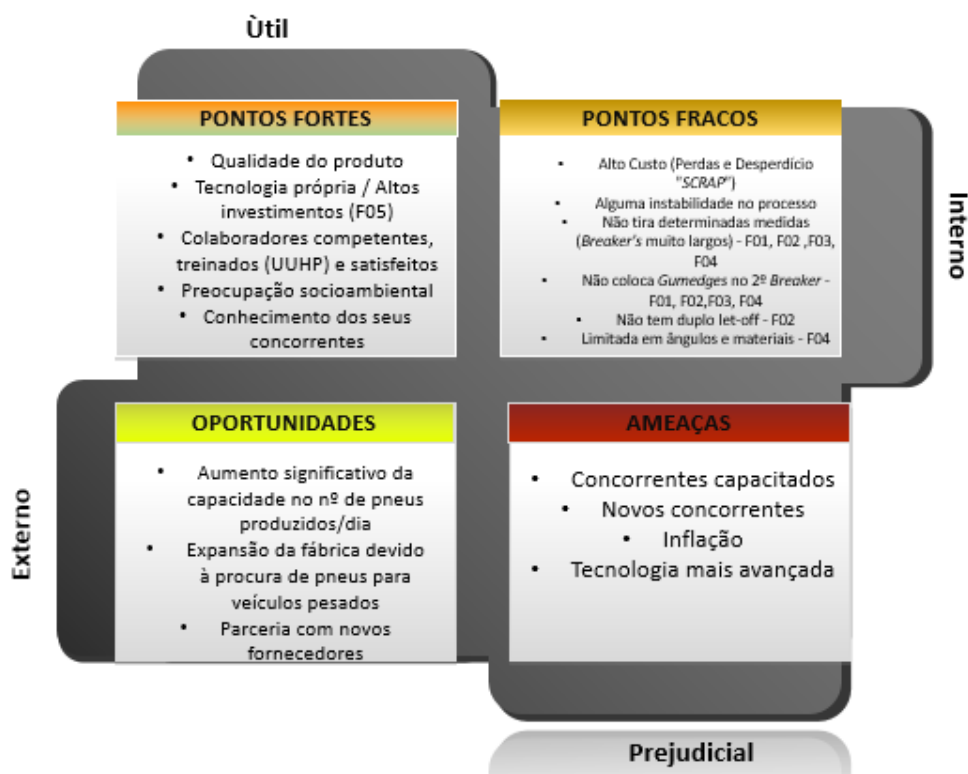 Ùtil
PONTOS FORTES
• Qualidade do produto
• Tecnologia própria / Altos
investimentos (F05)
• Colaboradores competentes,
treinados (UUHP) e satisfeitos
• Preocupação socioambiental
• Conhecimento dos seus
concorrentes
PONTOS FRACOS
• Alto Custo (Perdas e Desperdício
"SCRAP")
• Alguma instabilidade no processo
• Não tira determinadas medidas
(Breaker's muito largos) - F01, F02 ,F03,
F04
• Não coloca Gumedges no 2º Breaker -
F01, F02,F03, F04
• Não tem duplo let-off - F02
• Limitada em ângulos e materiais - F04
Interno
Externo
OPORTUNIDADES
• Aumento significativo da
capacidade no nº de pneus
produzidos/dia
• Expansão da fábrica devido
à procura de pneus para
veículos pesados
• Parceria com novos
fornecedores
AMEAÇAS
• Concorrentes capacitados
• Novos concorrentes
• Inflação
• Tecnologia mais avançada
Prejudicial